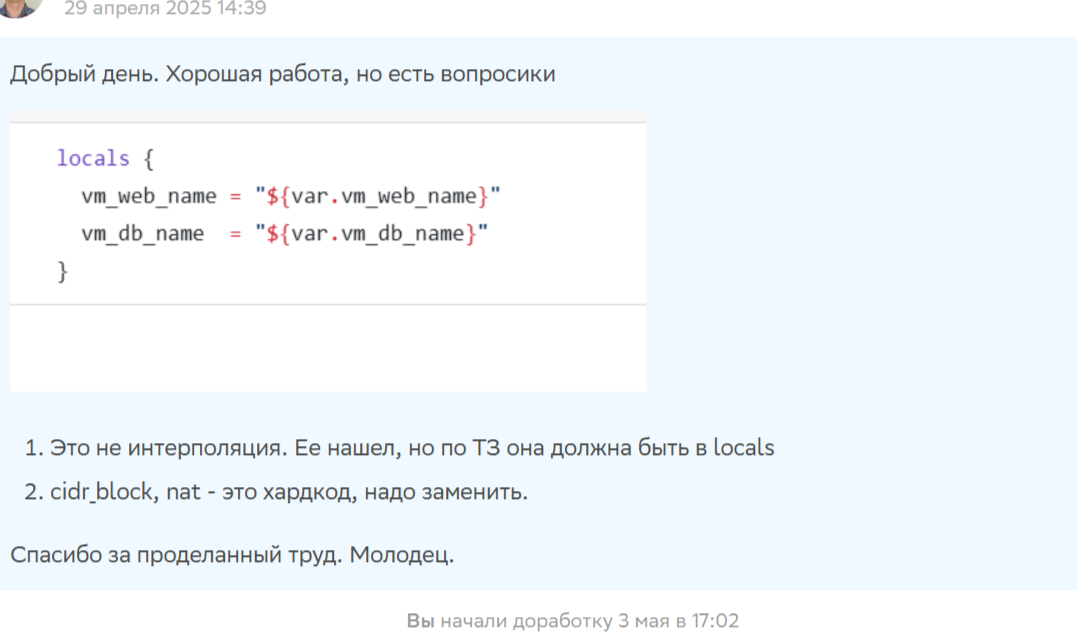 29 апреля 2025 14:39
Добрый день. Хорошая работа, но есть вопросики
locals {
vm_web_name = "${var.vm_web_name}"
vm_db_name = "${var.vm_db_name}"
}
1. Это не интерполяция. Ее нашел, но по ТЗ она должна быть в locals
2. cidr_block, nat - это хардкод, надо заменить.
Спасибо за проделанный труд. Молодец.
Вы начали доработку 3 мая в 17:02